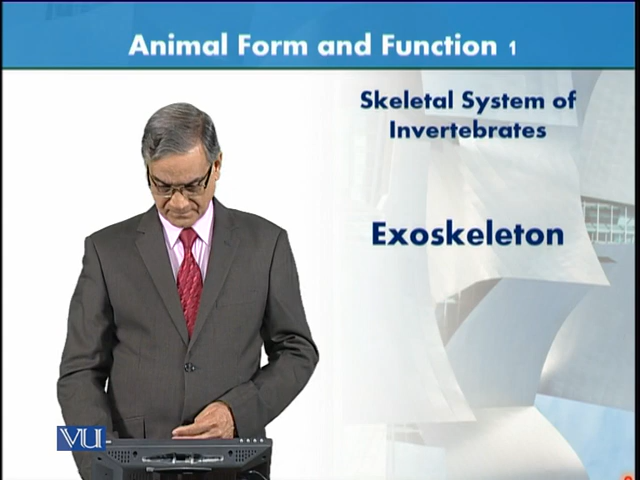 Animal Form and Function 1
Skeletal System of
Invertebrates
Exoskeleton
VU